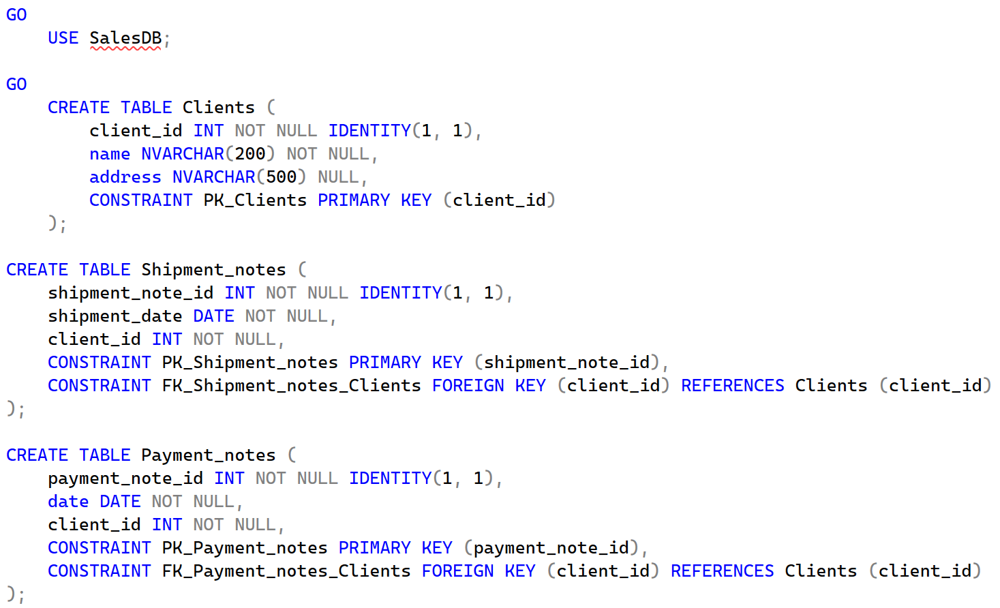 GO
    USE SalesDB;

GO
    CREATE TABLE Clients (
        client_id INT NOT NULL IDENTITY(1, 1),
        name NVARCHAR(200) NOT NULL,
        address NVARCHAR(500) NULL,
        CONSTRAINT PK_Clients PRIMARY KEY (client_id)
    );

CREATE TABLE Shipment_notes (
    shipment_note_id INT NOT NULL IDENTITY(1, 1),
    shipment_date DATE NOT NULL,
    client_id INT NOT NULL,
    CONSTRAINT PK_Shipment_notes PRIMARY KEY (shipment_note_id),
    CONSTRAINT FK_Shipment_notes_Clients FOREIGN KEY (client_id) REFERENCES Clients (client_id)
);

CREATE TABLE Payment_notes (
    payment_note_id INT NOT NULL IDENTITY(1, 1),
    date DATE NOT NULL,
    client_id INT NOT NULL,
    CONSTRAINT PK_Payment_notes PRIMARY KEY (payment_note_id),
    CONSTRAINT FK_Payment_notes_Clients FOREIGN KEY (client_id) REFERENCES Clients (client_id)
);